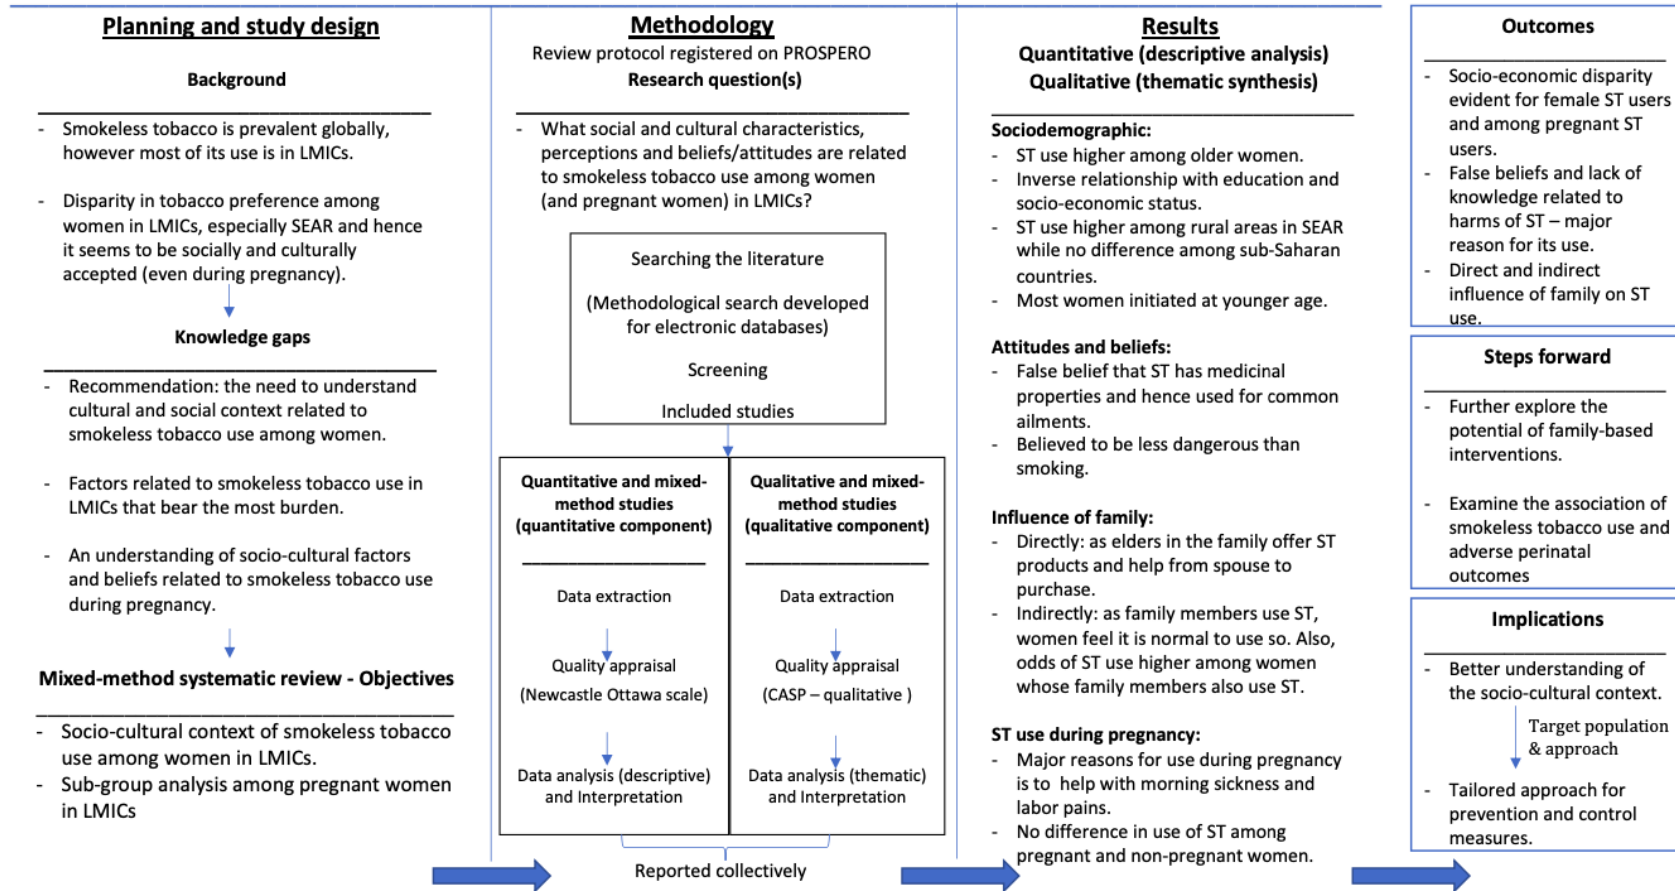 Planning and study design
Background
- Smokeless tobacco is prevalent globally,
however most of its use is in LMICs.
- Disparity in tobacco preference among
women in LMICs, especially SEAR and hence
it seems to be socially and culturally
accepted (even during pregnancy).
Knowledge gaps
- Recommendation: the need to understand
cultural and social context related to
smokeless tobacco use among women.
- Factors related to smokeless tobacco use in
LMICs that bear the most burden.
- An understanding of socio-cultural factors
and beliefs related to smokeless tobacco use
during pregnancy.
Mixed-method systematic review - Objectives
- Socio-cultural context of smokeless tobacco
use among women in LMICs.
- Sub-group analysis among pregnant women
in LMICs
Methodology
Review protocol registered on PROSPERO
Research question(s)
- What social and cultural characteristics,
perceptions and beliefs/attitudes are related
to smokeless tobacco use among women
(and pregnant women) in LMICs?
Searching the literature
(Methodological search developed
for electronic databases)
Screening
Included studies
Quantitative and mixed-
method studies
(quantitative component)
Data extraction
Quality appraisal
(Newcastle Ottawa scale)
Data analysis (descriptive)
and Interpretation
Qualitative and mixed-
method studies
(qualitative component)
Data extraction
Quality appraisal
(CASP – qualitative )
Data analysis (thematic)
and Interpretation
Reported collectively
Results
Quantitative (descriptive analysis)
Qualitative (thematic synthesis)
Sociodemographic:
- ST use higher among older women.
- Inverse relationship with education and
socio-economic status.
- ST use higher among rural areas in SEAR
while no difference among sub-Saharan
countries.
- Most women initiated at younger age.
Attitudes and beliefs:
- False belief that ST has medicinal
properties and hence used for common
ailments.
- Believed to be less dangerous than
smoking.
Influence of family:
- Directly: as elders in the family offer ST
products and help from spouse to
purchase.
- Indirectly: as family members use ST,
women feel it is normal to use so. Also,
odds of ST use higher among women
whose family members also use ST.
ST use during pregnancy:
- Major reasons for use during pregnancy
is to help with morning sickness and
labor pains.
- No difference in use of ST among
pregnant and non-pregnant women.
Outcomes
- Socio-economic disparity
evident for female ST users
and among pregnant ST
users.
- False beliefs and lack of
knowledge related to
harms of ST – major
reason for its use.
- Direct and indirect
influence of family on ST
use.
Steps forward
- Further explore the
potential of family-based
interventions.
- Examine the association of
smokeless tobacco use and
adverse perinatal
outcomes
Implications
- Better understanding of
the socio-cultural context.
Target population
& approach
- Tailored approach for
prevention and control
measures.